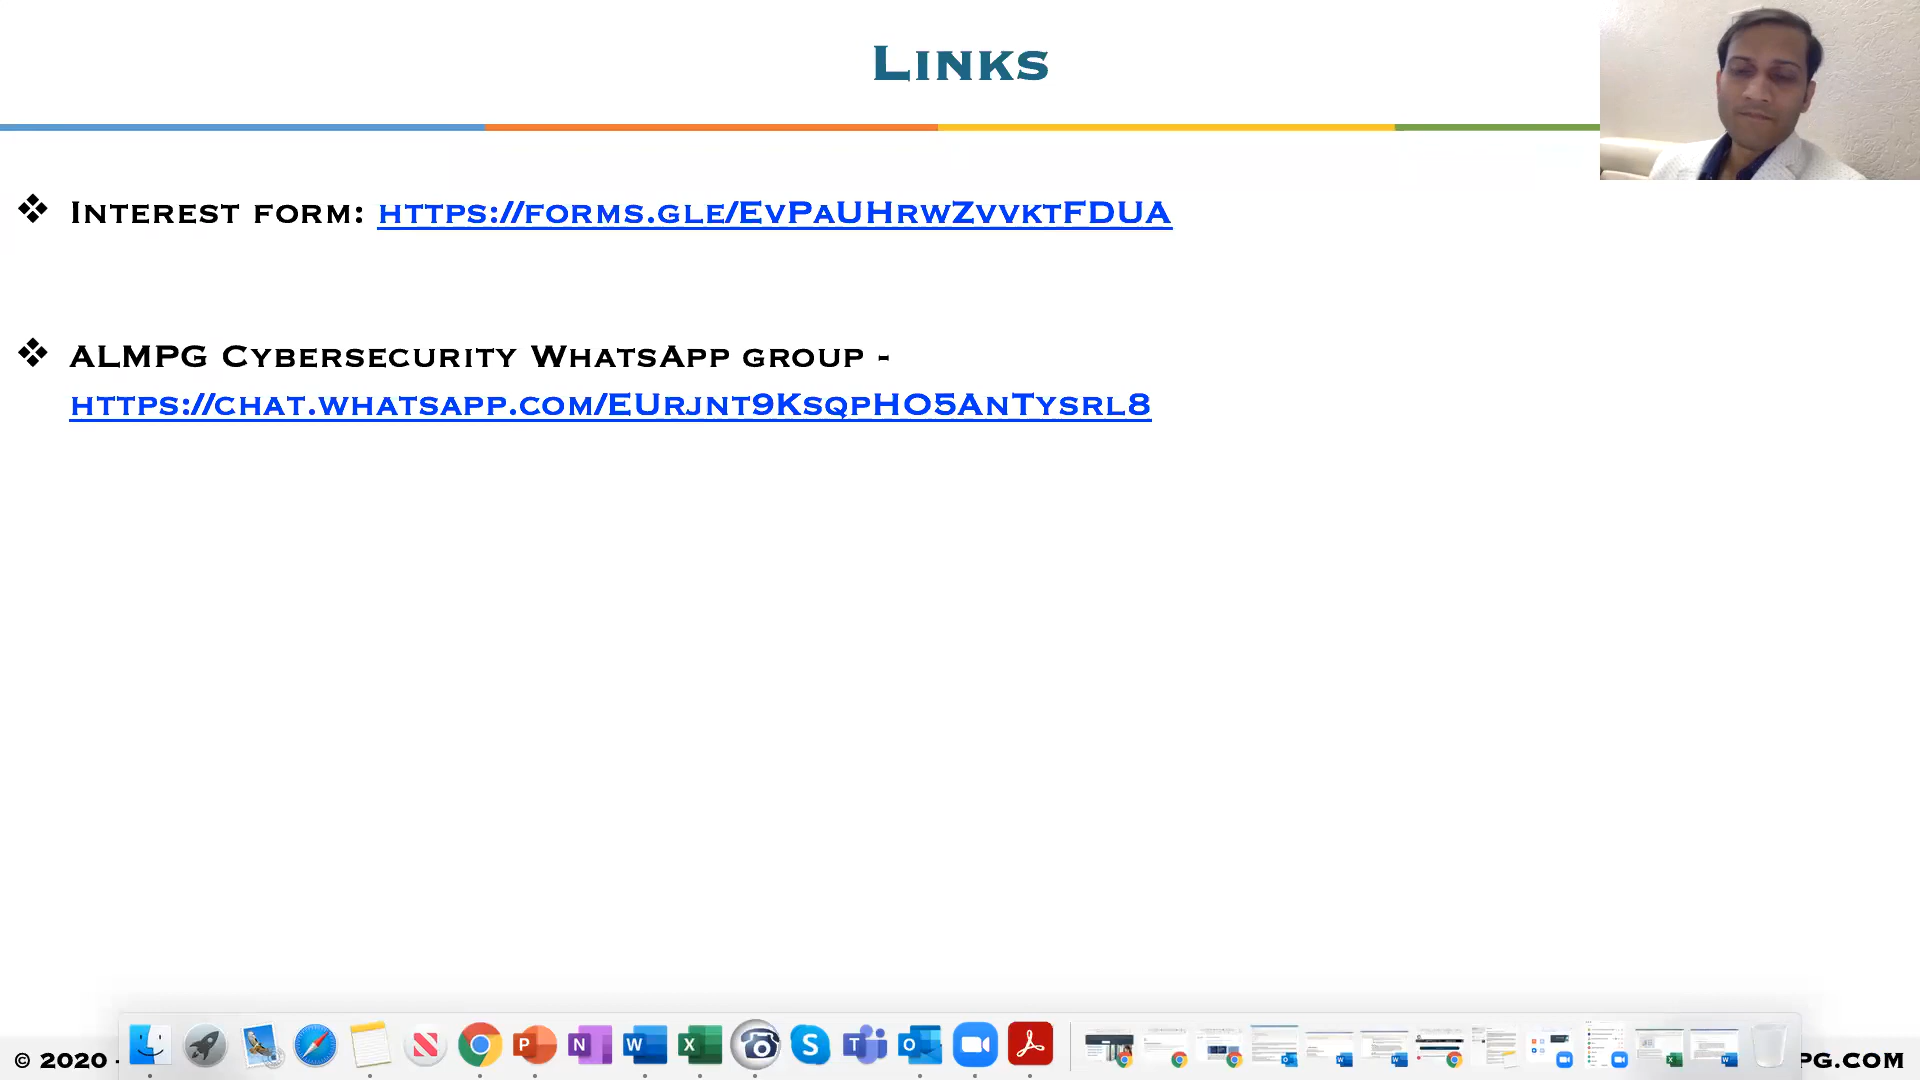 Links
❖ Interest form: https://forms.gle/EvPaUHrwZvvktFDUA
❖ ALMPG Cybersecurity WhatsApp group -
https://chat.whatsapp.com/EUrjnt9KsqpHO5AnTysrl8
© 2020 -
PG.COM